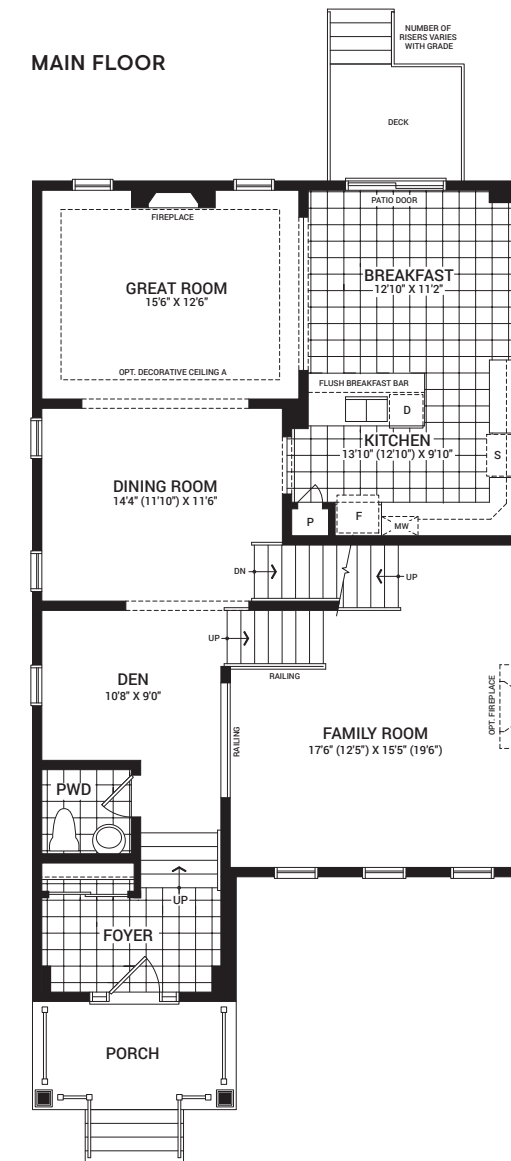 MAIN FLOOR
NUMBER OF
RISERS VARIES
WITH GRADE
DECK
PATIO DOOR
FIREPLACE
GREAT ROOM
15'6" X 12'6"
BREAKFAST
12'10" X 11'2"
OPT. DECORATIVE CEILING A
FLUSH BREAKFAST BAR
D
KITCHEN
13'10" (12'10") X 9'10"
S
DINING ROOM
14'4" (11'10") X 11'6"
P
F
MW
DN
UP
UP
RAILING
DEN
10'8" X 9'0"
RAILING
OPT. FIREPLACE
FAMILY ROOM
17'6" (12'5") X 15'5" (19'6")
PWD
UP
FOYER
PORCH